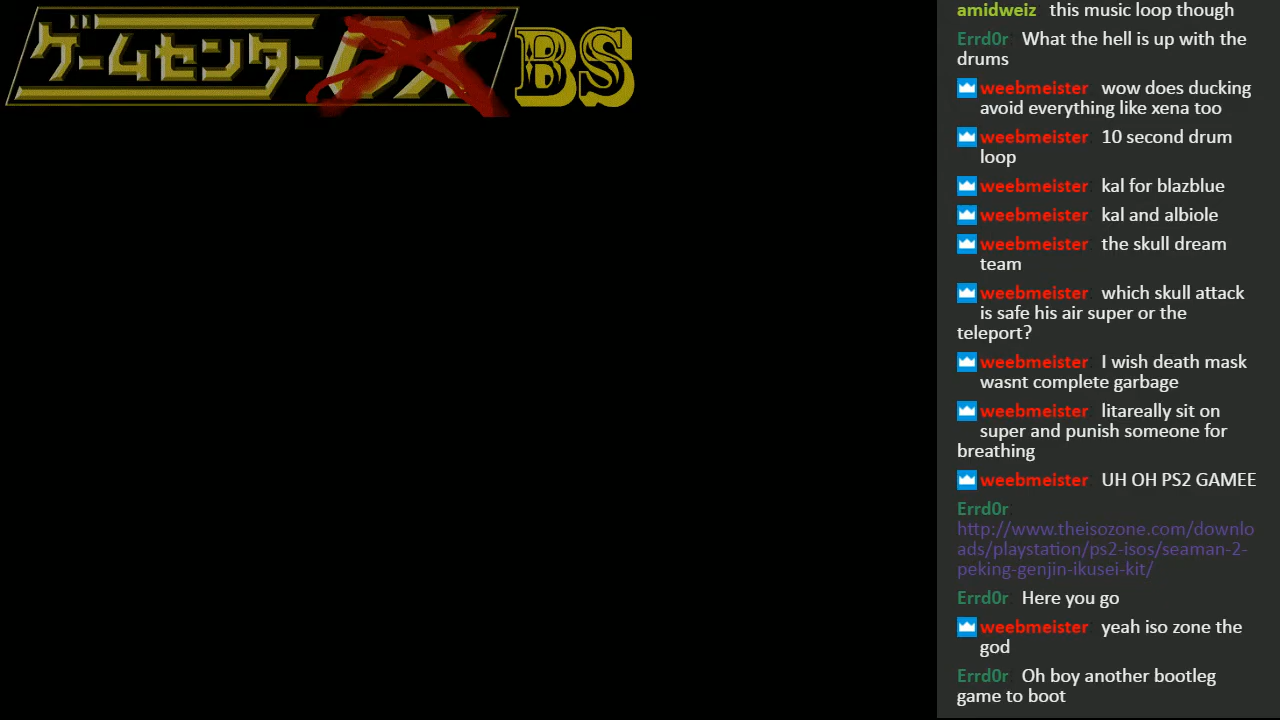 ゲームセンターCX BS
amidweiz this music loop though
Errd0r What the hell is up with the
drums
weebmeister wow does ducking
avoid everything like xena too
weebmeister 10 second drum
loop
weebmeister kal for blazblue
weebmeister kal and albiole
weebmeister the skull dream
team
weebmeister which skull attack
is safe his air super or the
teleport?
weebmeister I wish death mask
wasnt complete garbage
weebmeister litareally sit on
super and punish someone for
breathing
weebmeister UH OH PS2 GAMEE
Errd0r
http://www.theisozone.com/downlo
ads/playstation/ps2-isos/seaman-2-
peking-genjin-ikusei-kit/
Errd0r Here you go
weebmeister yeah iso zone the
god
Errd0r Oh boy another bootleg
game to boot